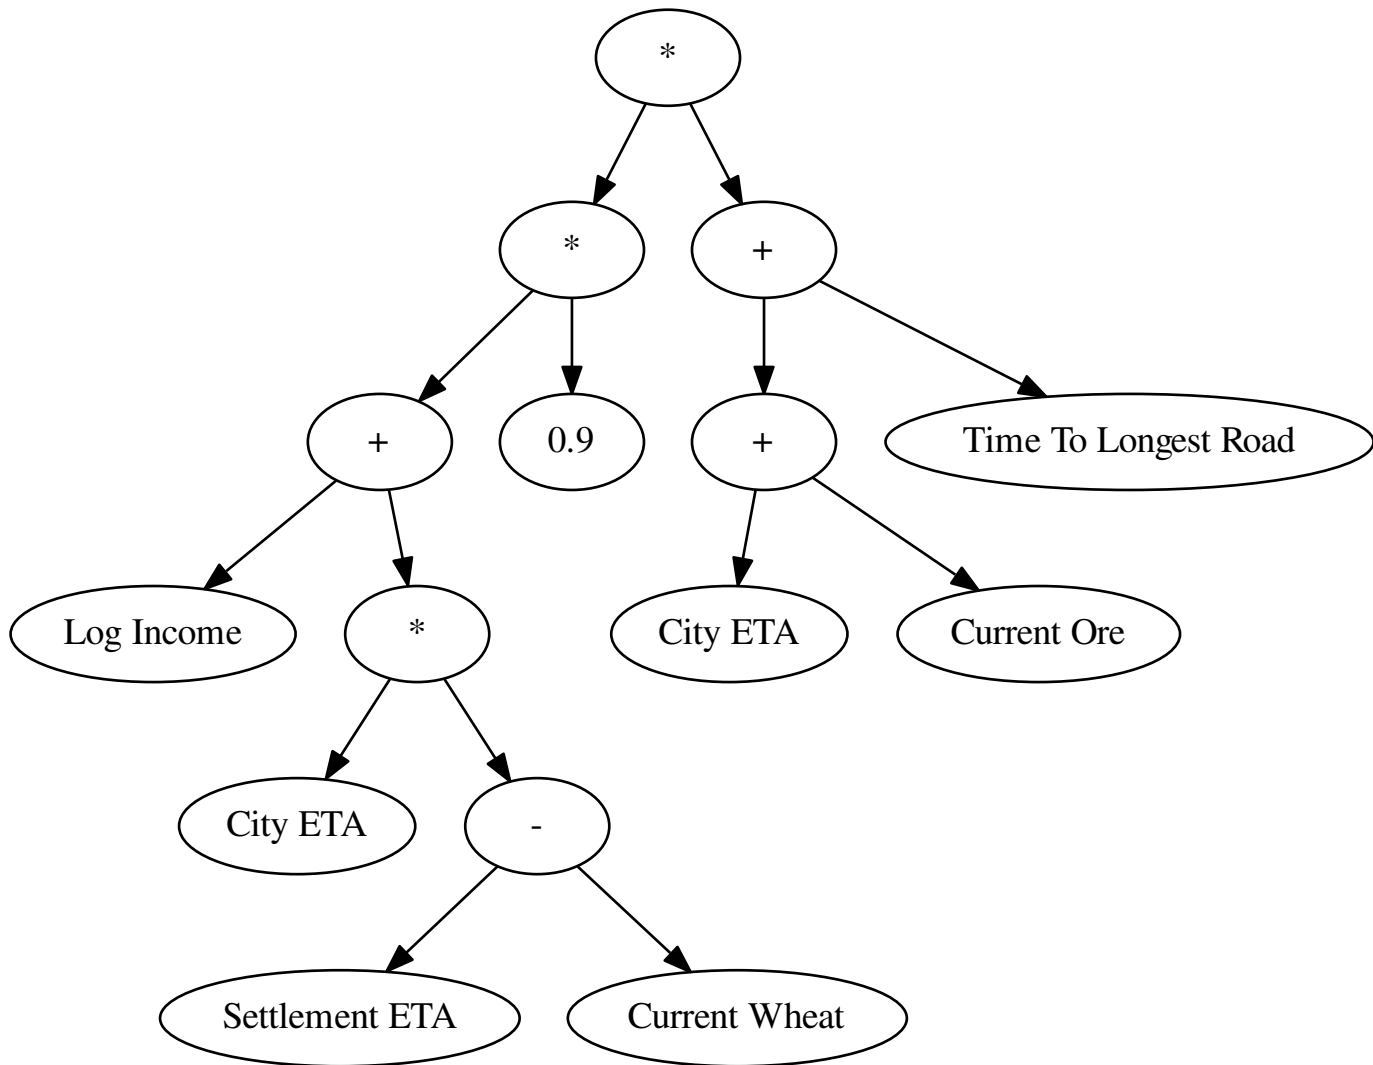 *
*
+
+
0.9
+
Time To Longest Road
Log Income
*
City ETA
Current Ore
City ETA
-
Settlement ETA
Current Wheat